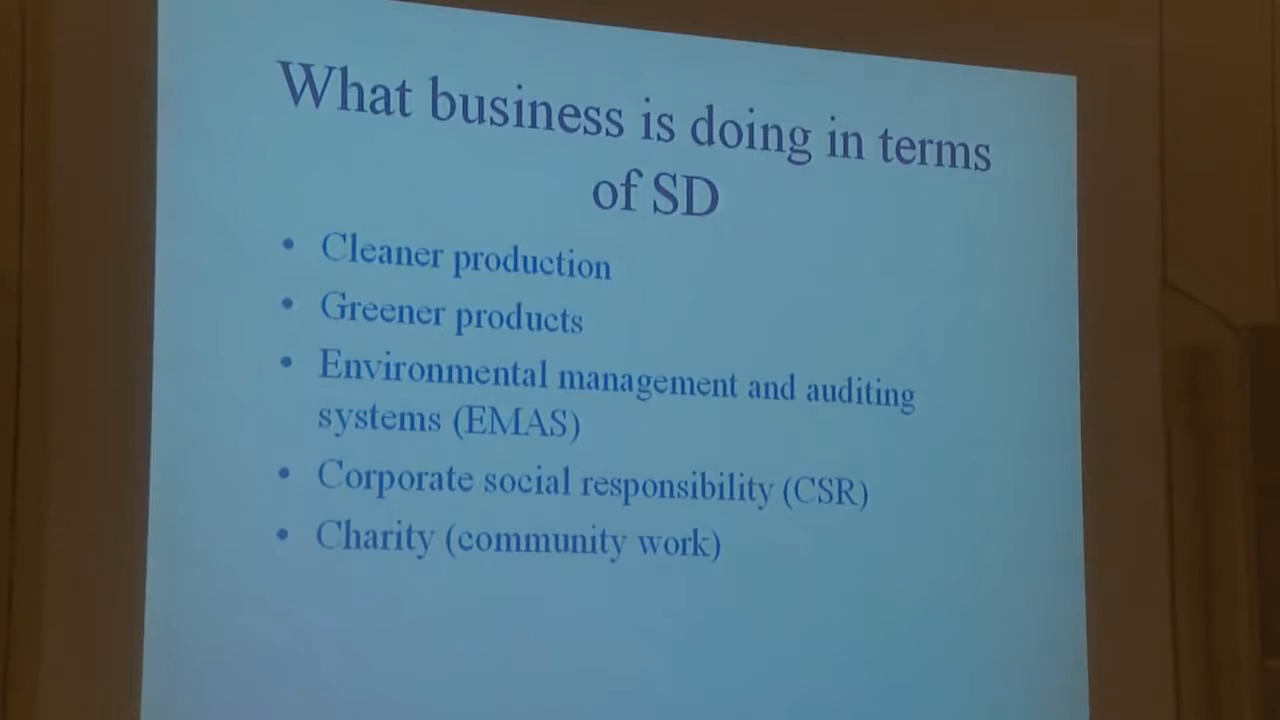 What business is doing in terms
of SD
• Cleaner production
• Greener products
• Environmental management and auditing
systems (EMAS)
• Corporate social responsibility (CSR)
• Charity (community work)